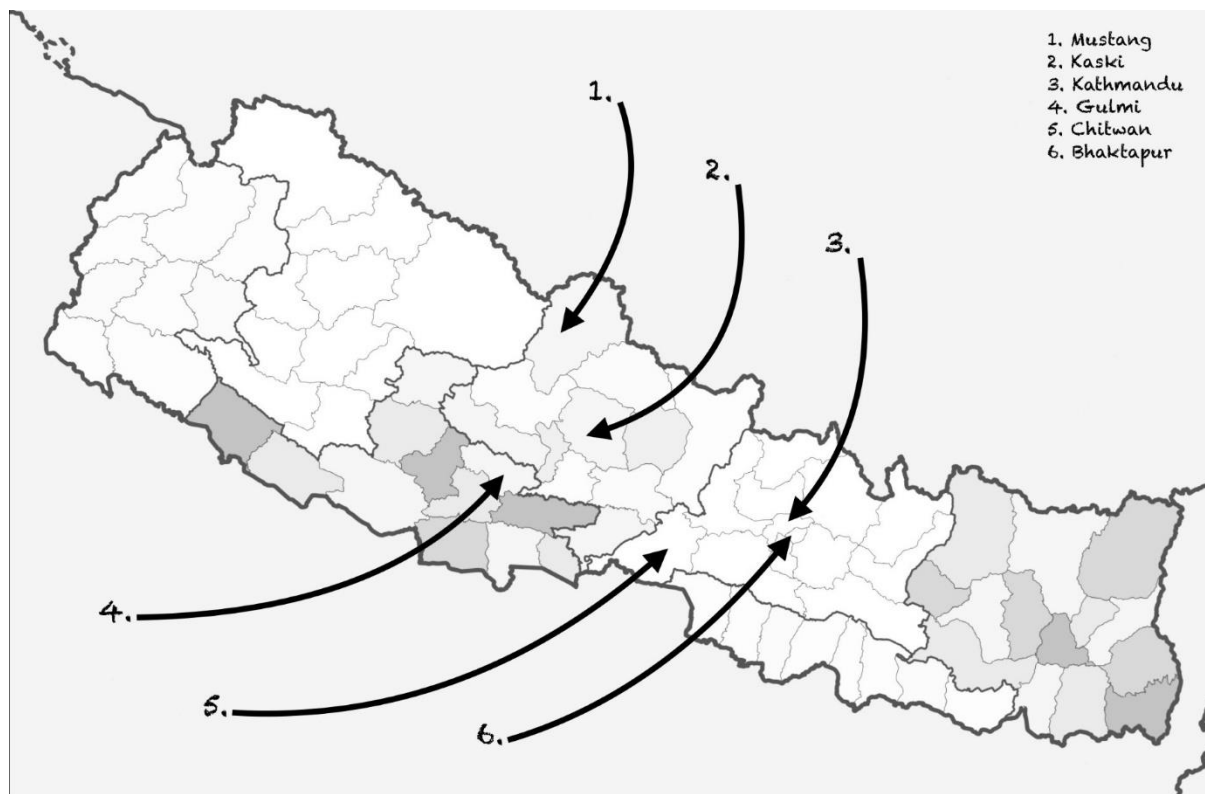 1. Mustang
2. Kaski
3. Kathmandu
4. Gulmi
5. Chitwan
6. Bhaktapur
1.
2.
3.
4.
5.
6.